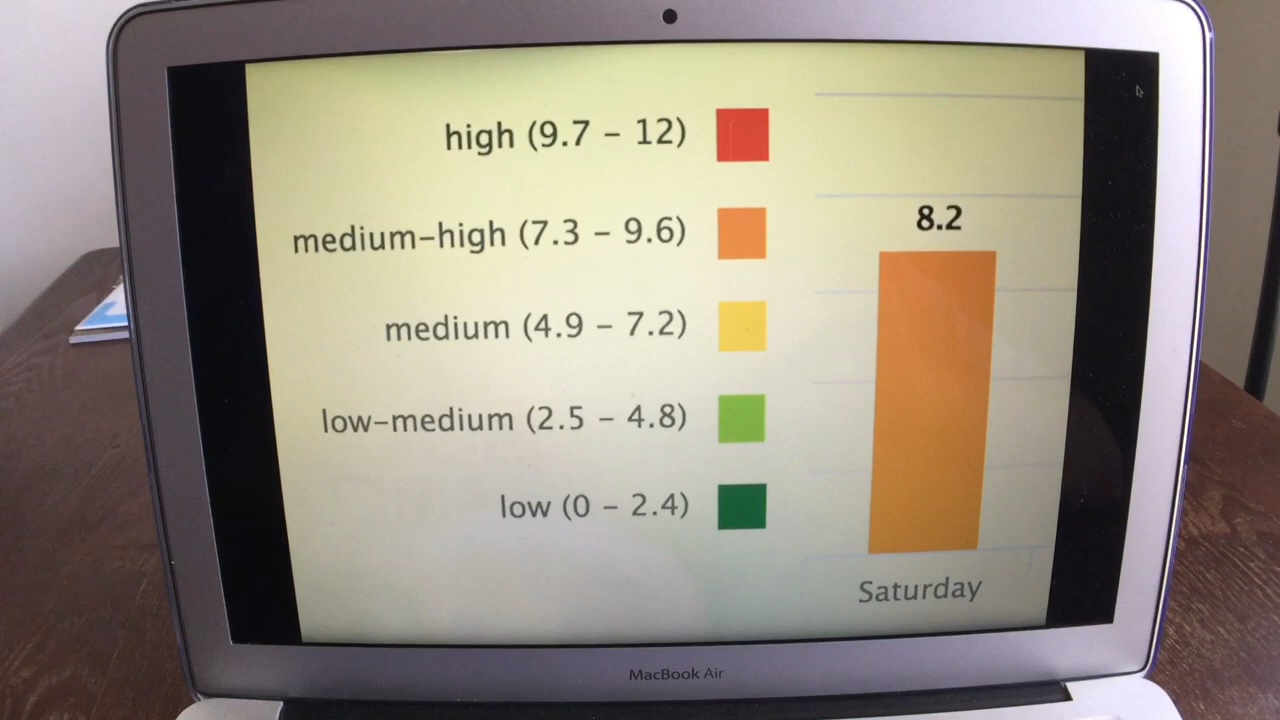 high (9.7 – 12)
medium-high (7.3 – 9.6)
8.2
medium (4.9 – 7.2)
low-medium (2.5 – 4.8)
low (0 – 2.4)
Saturday
MacBook Air